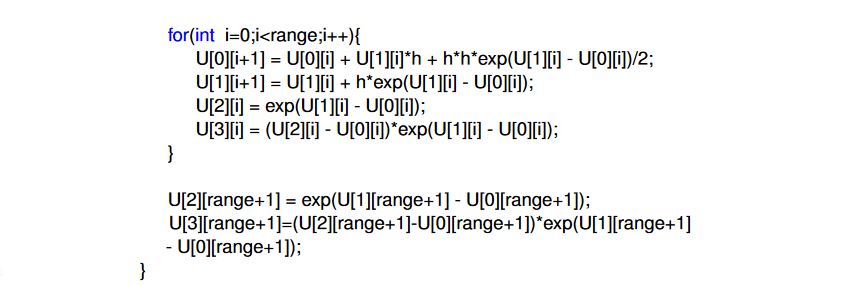 for(int i=0;i<range;i++){
U[0][i+1] = U[0][i] + U[1][i]*h + h*h*exp(U[1][i] - U[0][i])/2;
U[1][i+1] = U[1][i] + h*exp(U[1][i] - U[0][i]);
U[2][i] = exp(U[1][i] - U[0][i]);
U[3][i] = (U[2][i] - U[0][i])*exp(U[1][i] - U[0][i]);
}
U[2][range+1] = exp(U[1][range+1] - U[0][range+1]);
U[3][range+1]=(U[2][range+1]-U[0][range+1])*exp(U[1][range+1]
- U[0][range+1]);
}